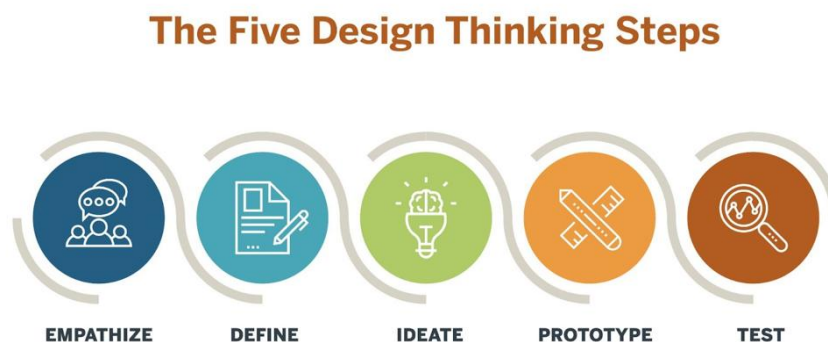 The Five Design Thinking Steps
EMPATHIZE
DEFINE
IDEATE
PROTOTYPE
TEST